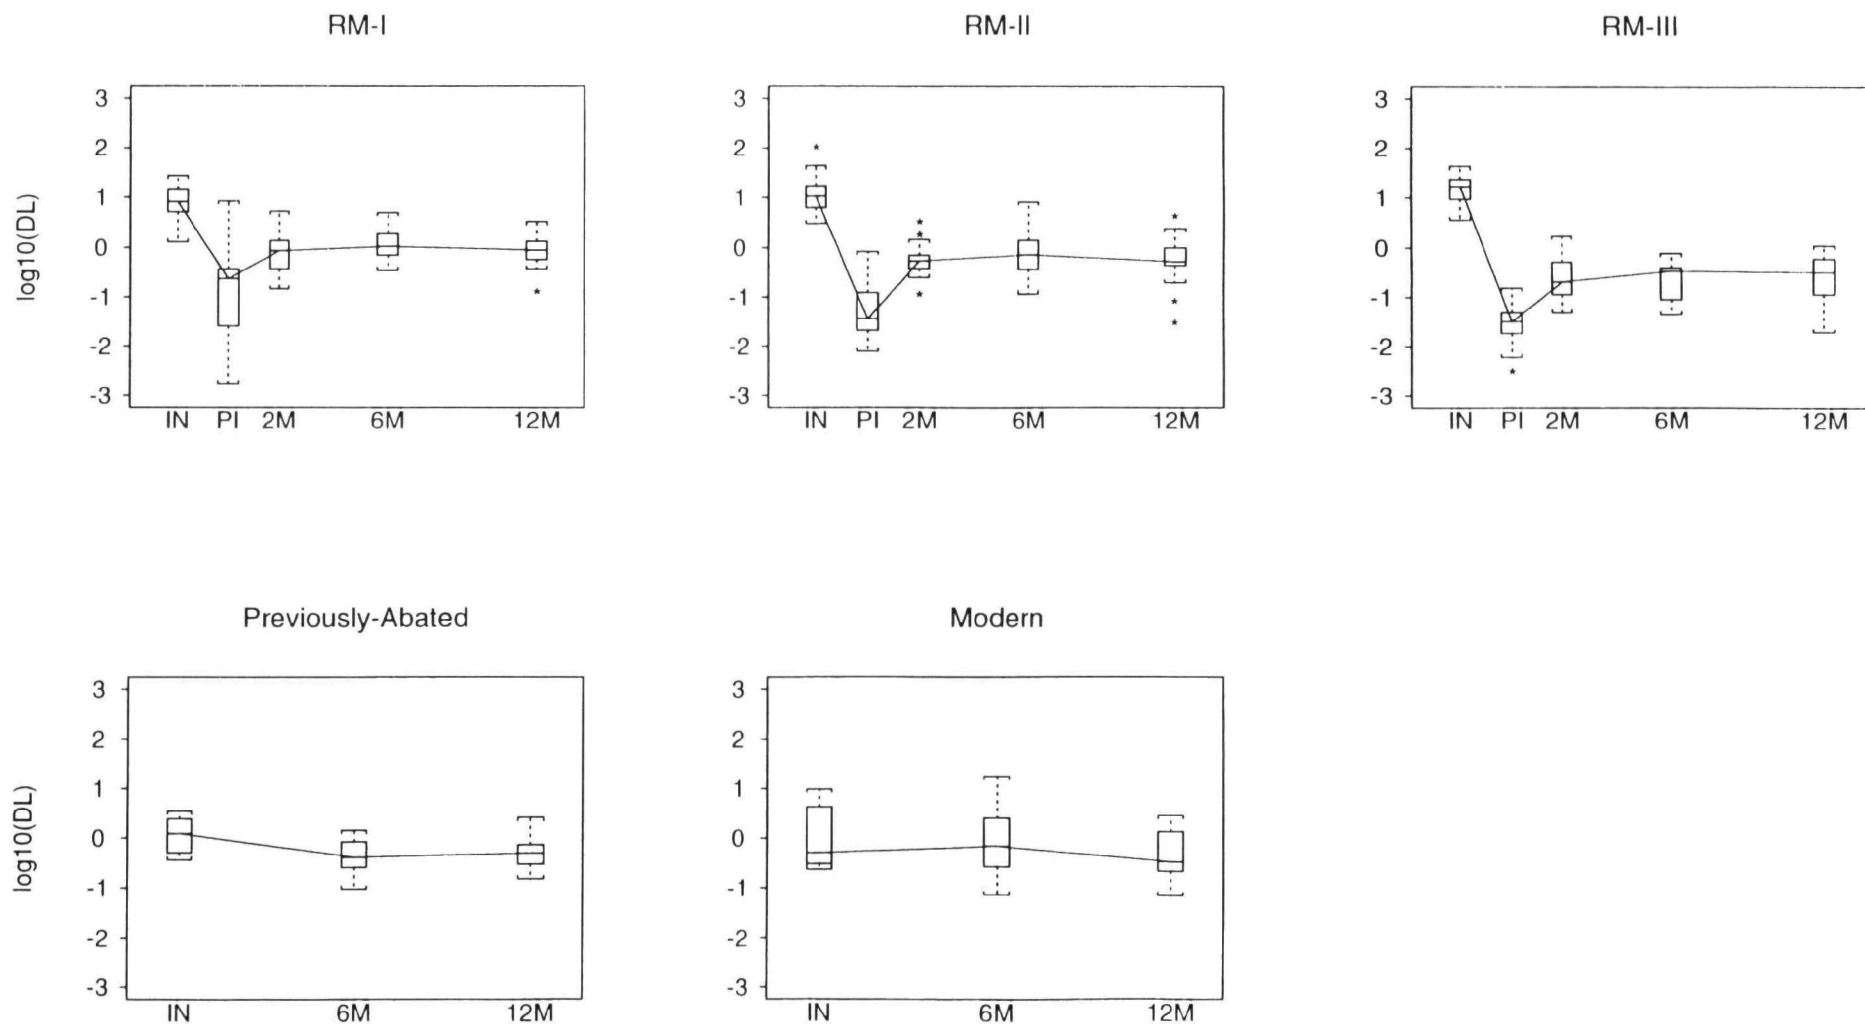 RM-I RM-II RM-III
log10(DL)
3 3 3
2 2 2
1 1 1
0 0 0
-1 -1 -1
-2 -2 -2
-3 -3 -3
IN PI 2M 6M 12M IN PI 2M 6M 12M IN PI 2M 6M 12M
Previously-Abated Modern
log10(DL)
3 3
2 2
1 1
0 0
-1 -1
-2 -2
-3 -3
IN 6M 12M IN 6M 12M